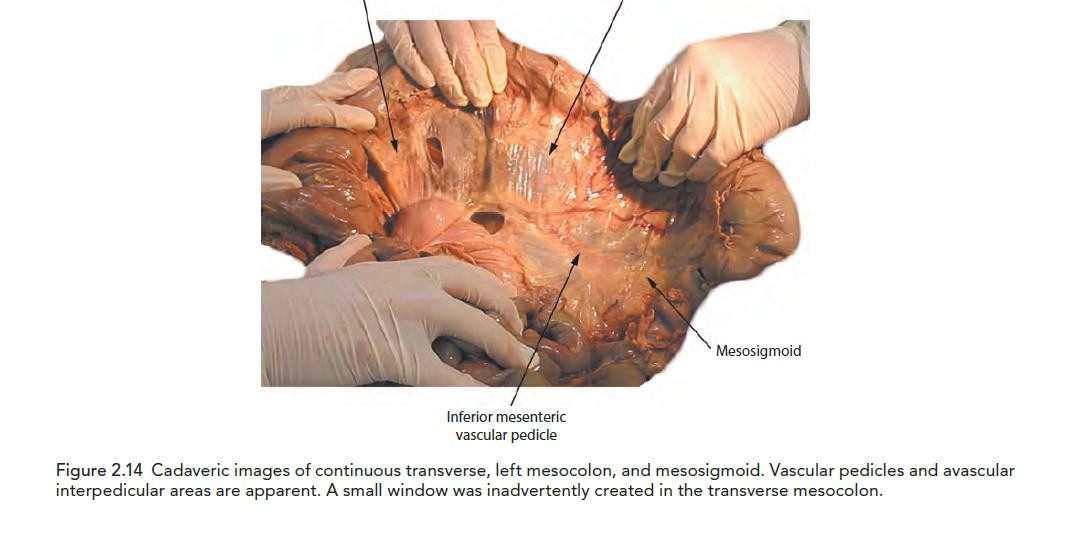 Mesosigmoid
Inferior mesenteric
vascular pedicle
Figure 2.14 Cadaveric images of continuous transverse, left mesocolon, and mesosigmoid. Vascular pedicles and avascular
interpedicular areas are apparent. A small window was inadvertently created in the transverse mesocolon.